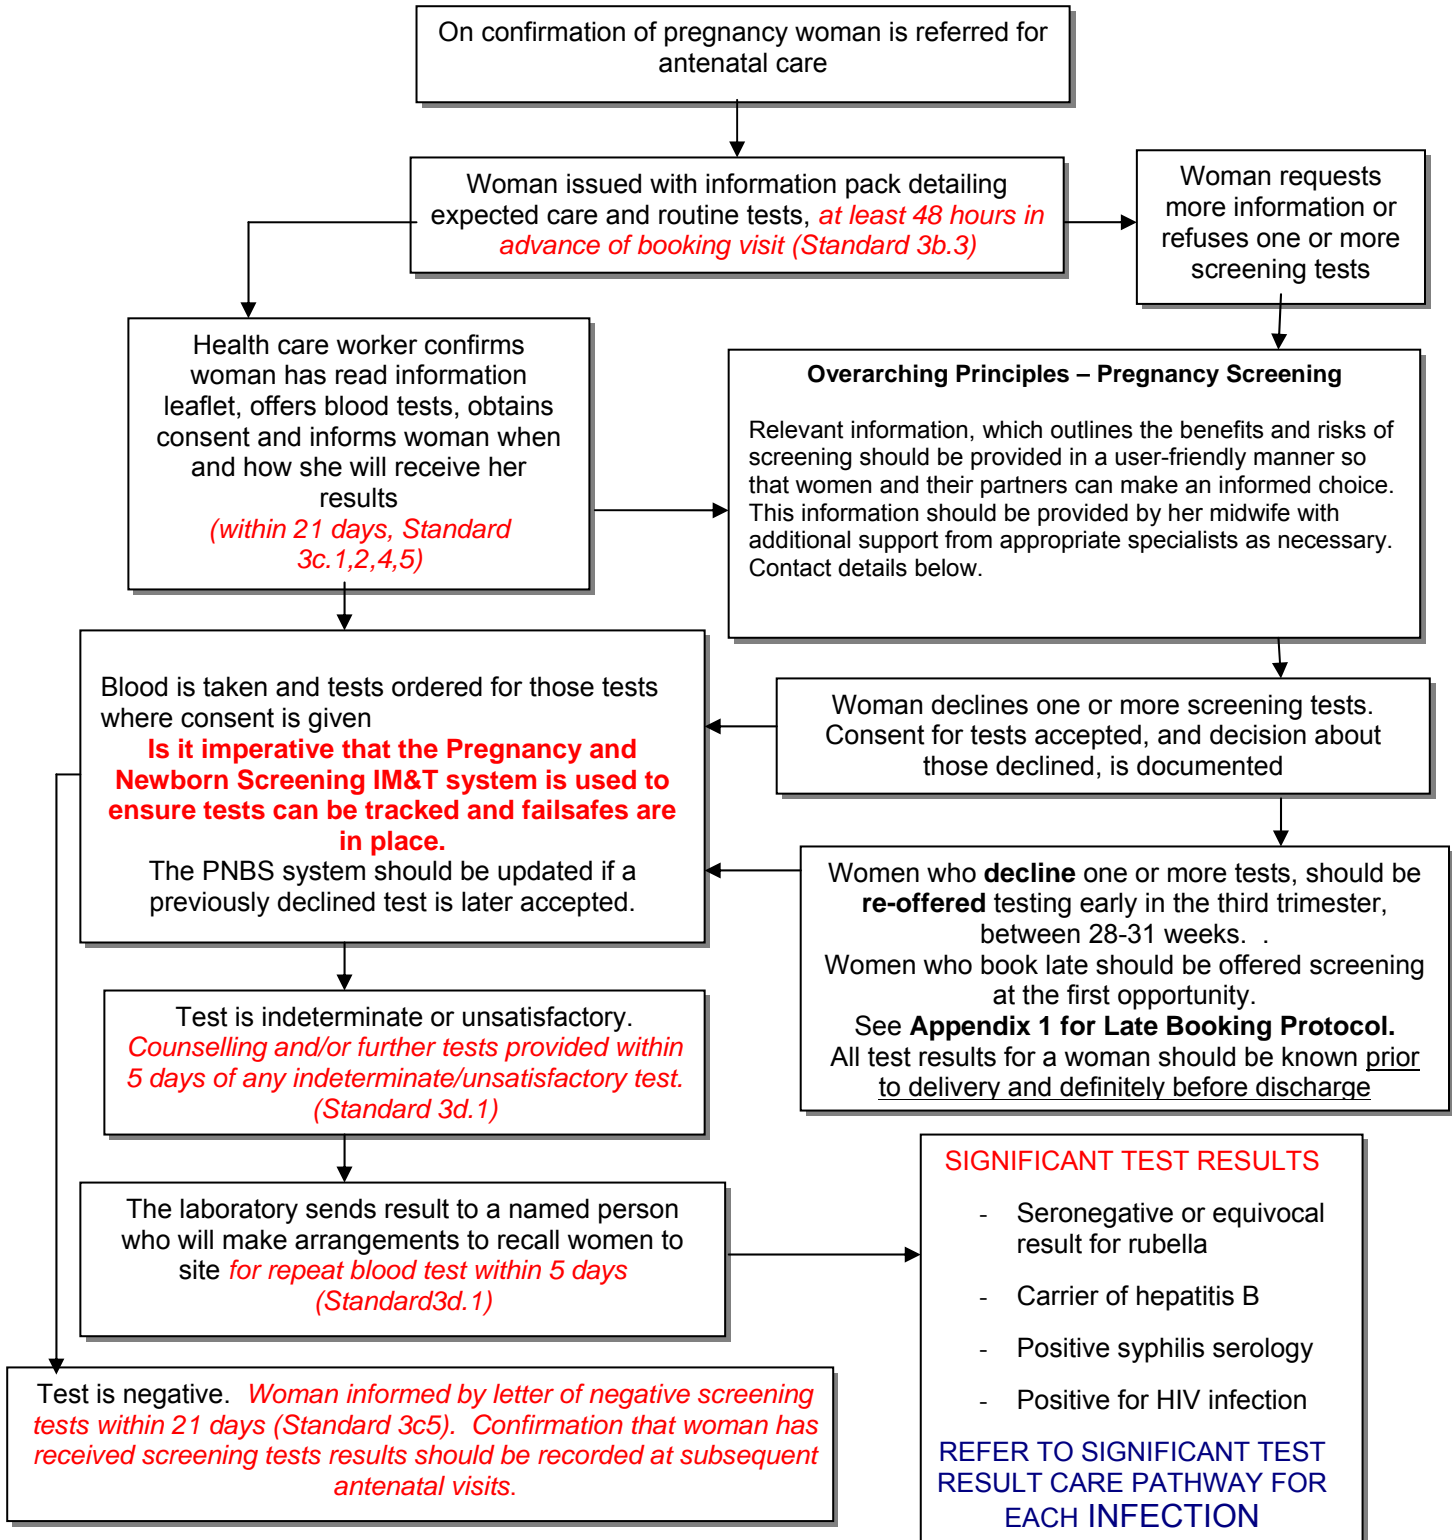 On confirmation of pregnancy woman is referred for
antenatal care
Woman issued with information pack detailing
expected care and routine tests, at least 48 hours in
advance of booking visit (Standard 3b.3)
Woman requests
more information or
refuses one or more
screening tests
Health care worker confirms
woman has read information
leaflet, offers blood tests, obtains
consent and informs woman when
and how she will receive her
results
(within 21 days, Standard
3c.1,2,4,5)
Overarching Principles – Pregnancy Screening
Relevant information, which outlines the benefits and risks of
screening should be provided in a user-friendly manner so
that women and their partners can make an informed choice.
This information should be provided by her midwife with
additional support from appropriate specialists as necessary.
Contact details below.
Blood is taken and tests ordered for those tests
where consent is given
Is it imperative that the Pregnancy and
Newborn Screening IM&T system is used to
ensure tests can be tracked and failsafes are
in place.
The PNBS system should be updated if a
previously declined test is later accepted.
Woman declines one or more screening tests.
Consent for tests accepted, and decision about
those declined, is documented
Women who decline one or more tests, should be
re-offered testing early in the third trimester,
between 28-31 weeks. .
Women who book late should be offered screening
at the first opportunity.
See Appendix 1 for Late Booking Protocol.
All test results for a woman should be known prior
to delivery and definitely before discharge
Test is indeterminate or unsatisfactory.
Counselling and/or further tests provided within
5 days of any indeterminate/unsatisfactory test.
(Standard 3d.1)
The laboratory sends result to a named person
who will make arrangements to recall women to
site for repeat blood test within 5 days
(Standard3d.1)
SIGNIFICANT TEST RESULTS
- Seronegative or equivocal
result for rubella
- Carrier of hepatitis B
- Positive syphilis serology
- Positive for HIV infection
REFER TO SIGNIFICANT TEST
RESULT CARE PATHWAY FOR
EACH INFECTION
Test is negative. Woman informed by letter of negative screening
tests within 21 days (Standard 3c5). Confirmation that woman has
received screening tests results should be recorded at subsequent
antenatal visits.